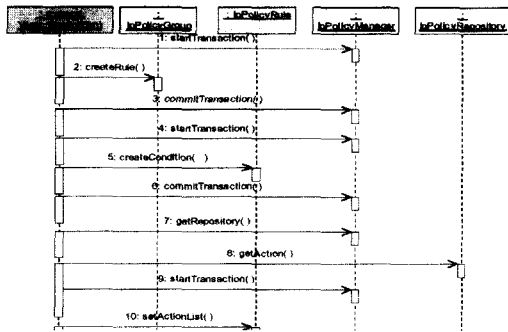 : IpPolicyGroup
: IpPolicyRule
: IpPolicyManager
: IpPolicyRepository
1: startTransaction()
2: createRule( )
3: commitTransaction()
4: startTransaction()
5: createCondition( )
6: commitTransaction()
7: getRepository( )
8: getAction( )
9: startTransaction()
10: setActionList( )